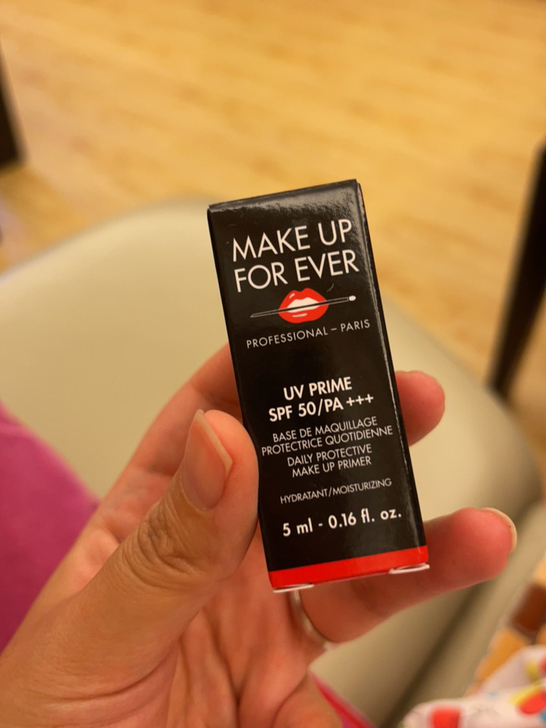 MAKE UP
FOR EVER
PROFESSIONAL – PARIS
UV PRIME
SPF 50/PA +++
BASE DE MAQUILLAGE
PROTECTRICE QUOTIDIENNE
DAILY PROTECTIVE
MAKE UP PRIMER
HYDRATANT/MOISTURIZING
5 ml - 0.16 fl. oz.